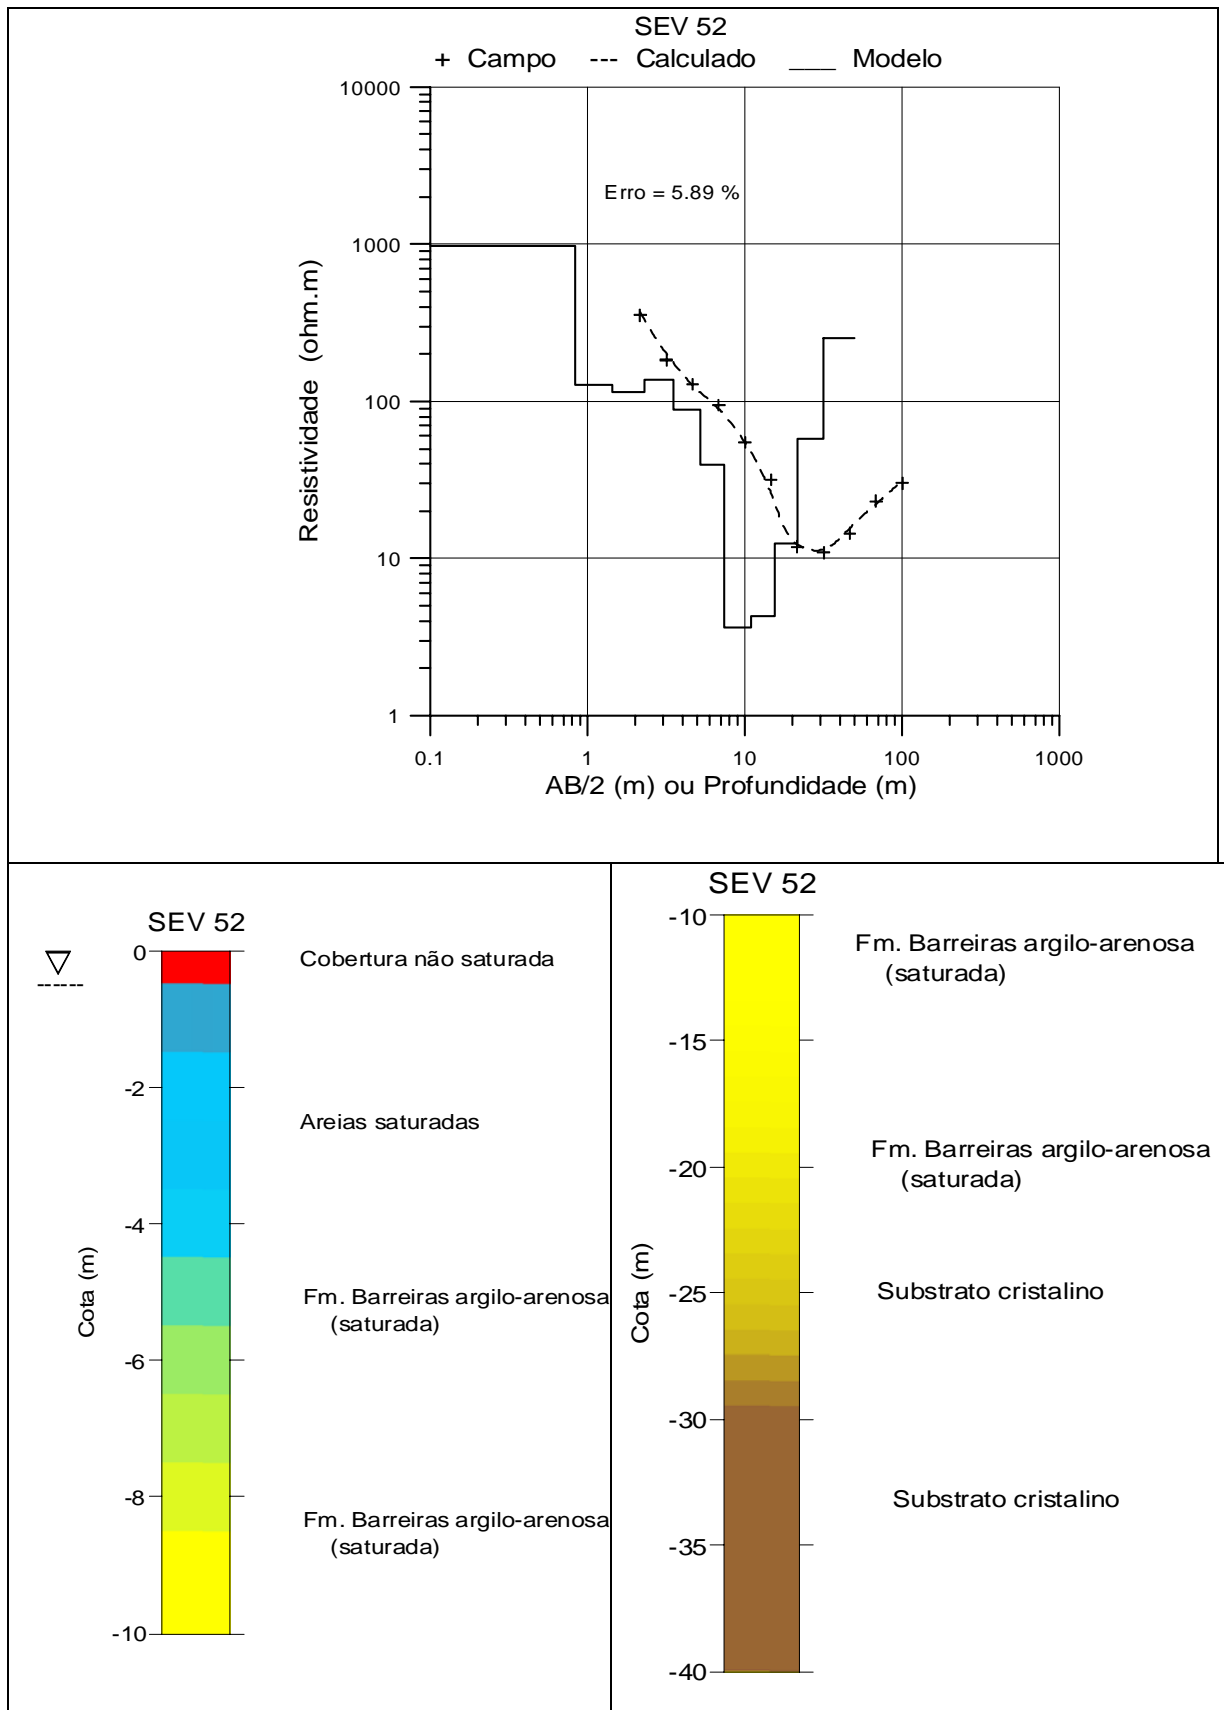 SEV 52
+ Campo --- Calculado ___ Modelo
10000
1000
100
10
1
Erro = 5.89 %
Resistividade (ohm.m)
0.1 1 10 100 1000
AB/2 (m) ou Profundidade (m)
SEV 52
0
-2
-4
-6
-8
-10
Cota (m)
Cobertura não saturada
Areias saturadas
Fm. Barreiras argilo-arenosa
(saturada)
Fm. Barreiras argilo-arenosa
(saturada)
SEV 52
-10
-15
-20
-25
-30
-35
-40
Cota (m)
Fm. Barreiras argilo-arenosa
(saturada)
Fm. Barreiras argilo-arenosa
(saturada)
Substrato cristalino
Substrato cristalino